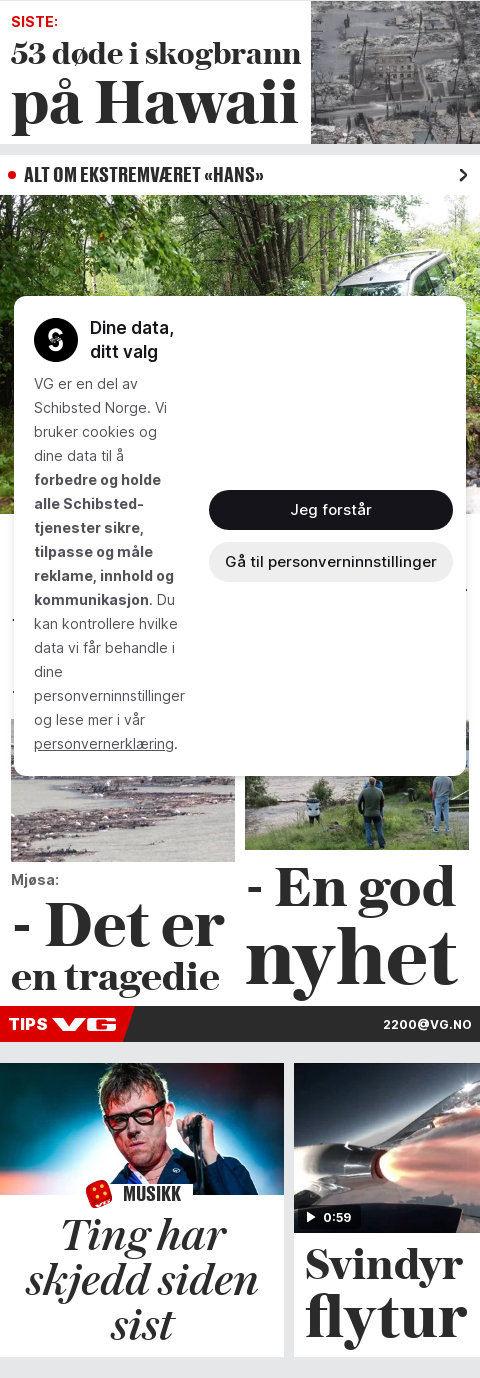 SISTE:
53 døde i skogbrann
på Hawaii
ALT OM EKSTREMVÆRET «HANS»
Dine data,
ditt valg
VG er en del av
Schibsted Norge. Vi
bruker cookies og
dine data til å
forbedre og holde
alle Schibsted-
tjenester sikre,
tilpasse og måle
reklame, innhold og
kommunikasjon. Du
kan kontrollere hvilke
data vi får behandle i
dine
personverninnstillinger
og lese mer i vår
personvernerklæring.
Jeg forstår
Gå til personverninnstillinger
Mjøsa:
- Det er
en tragedie
- En god
nyhet
TIPS VG
2200@VG.NO
VG
MUSIKK
Ting har
skjedd siden
sist
0:59
Svindyr
flytur